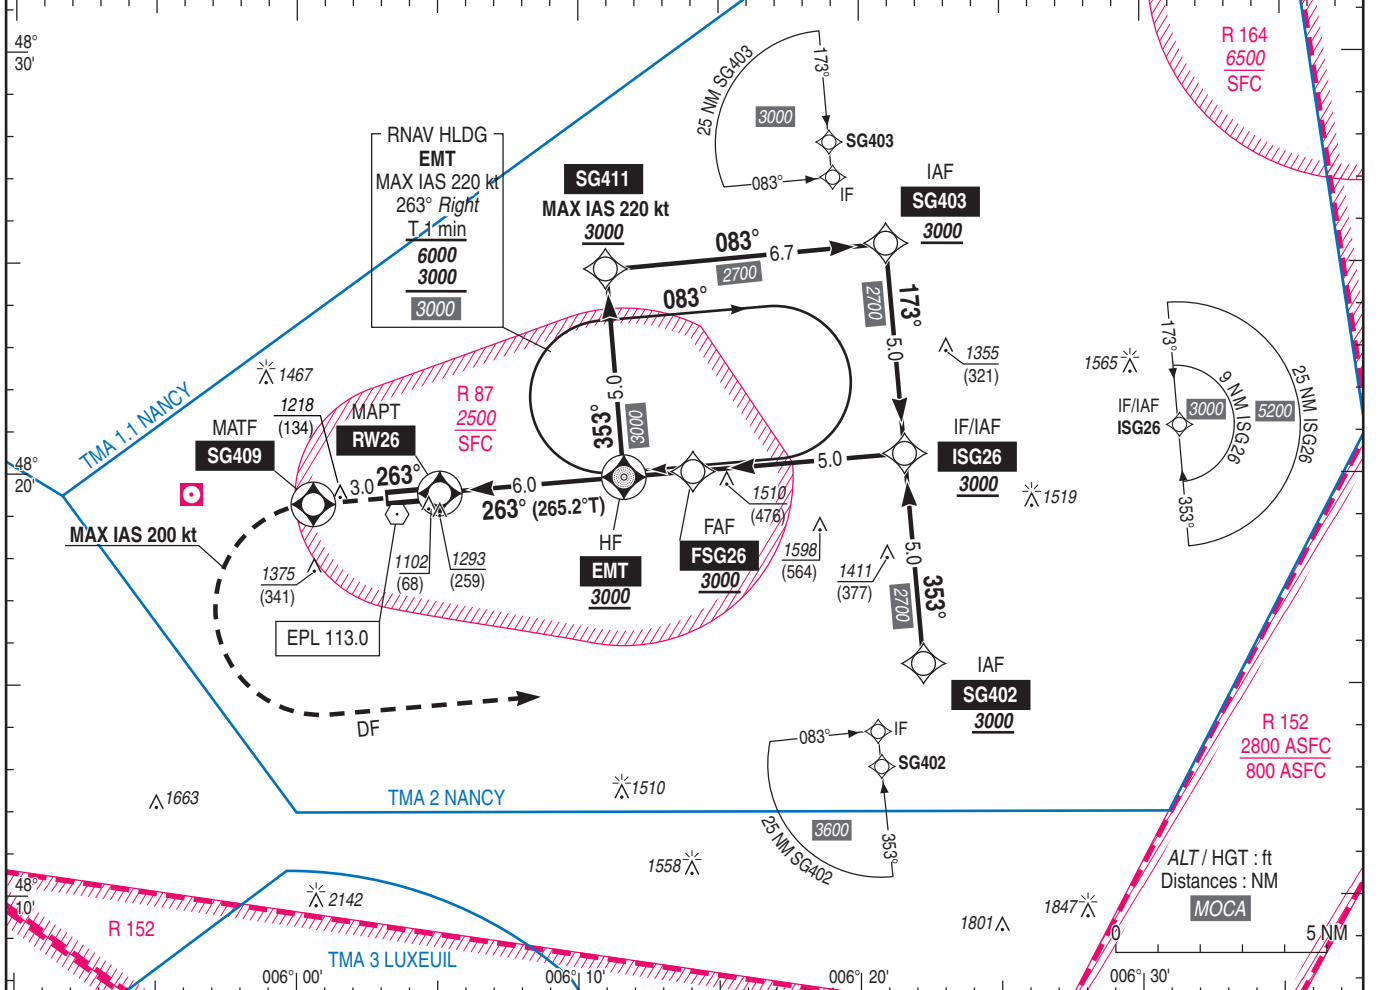 48°
30'
R 164
6500
SFC
25 NM SG403
173°
3000
SG403
083°
IF
RNAV HLDG
EMT
MAX IAS 220 kt
263° Right
T 1 min
6000
3000
3000
SG411
MAX IAS 220 kt
3000
IAF
SG403
3000
083°
6.7
2700
083°
2700
173°
5.0
1355
(321)
1467
1218
(134)
MATF
SG409
MAPT
RW26
R 87
2500
SFC
5.0
353°
3000
1565
173°
IF/IAF
ISG26
3000
5200
9 NM ISG26
25 NM ISG26
353°
TMA 1.1 NANCY
48°
20'
3.0
263°
6.0
263° (265.2°T)
5.0
IF/IAF
ISG26
3000
1519
1510
(476)
MAX IAS 200 kt
1375
(341)
1102
(68)
1293
(259)
HF
EMT
3000
FAF
FSG26
3000
1598
(564)
1411
(377)
5.0
353°
2700
EPL 113.0
IAF
SG402
3000
DF
083°
IF
SG402
3600
353°
25 NM SG402
R 152
2800 ASFC
800 ASFC
1663
TMA 2 NANCY
1510
1558
ALT / HGT : ft
Distances : NM
MOCA
48°
10'
2142
R 152
1801
1847
0
5 NM
TMA 3 LUXEUIL
006° 00'
006° 10'
006° 20'
006° 30'